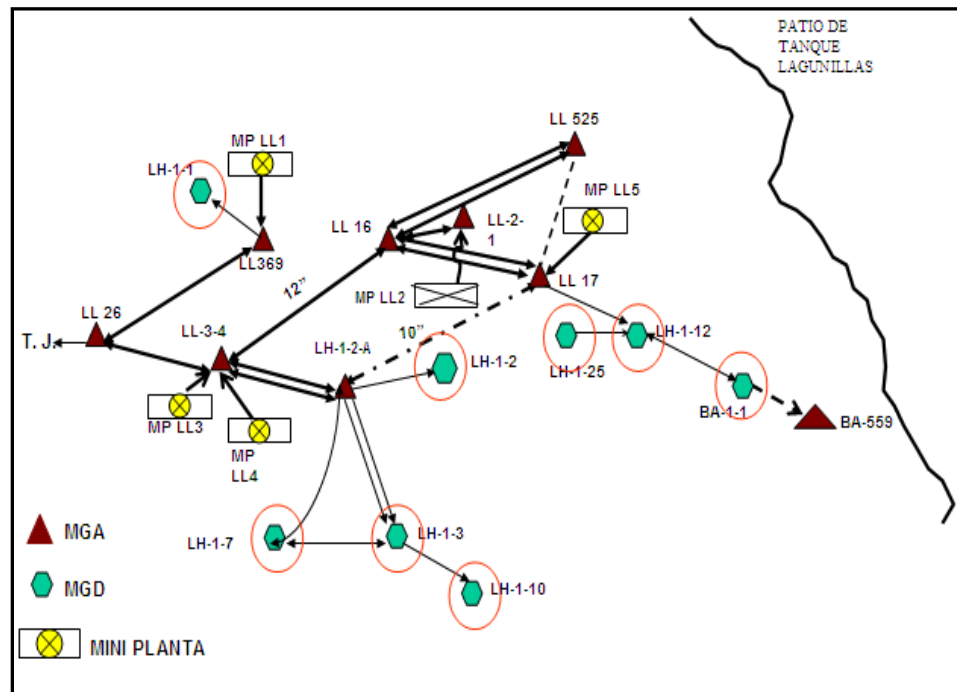 PATIO DE
TANQUE
LAGUNILLAS
LL 525
MP LL1
LH-1-1
MP LL5
LL 16
LL-2-
1
LL369
LL 17
12"
MP LL2
LL 26
T. J.
LL-3-4
10"
LH-1-2-A
LH-1-2
LH-1-12
LH-1-25
MP LL3
BA-1-1
BA-559
MP
LL4
LH-1-7
LH-1-3
LH-1-10
MGA
MGD
MINI PLANTA